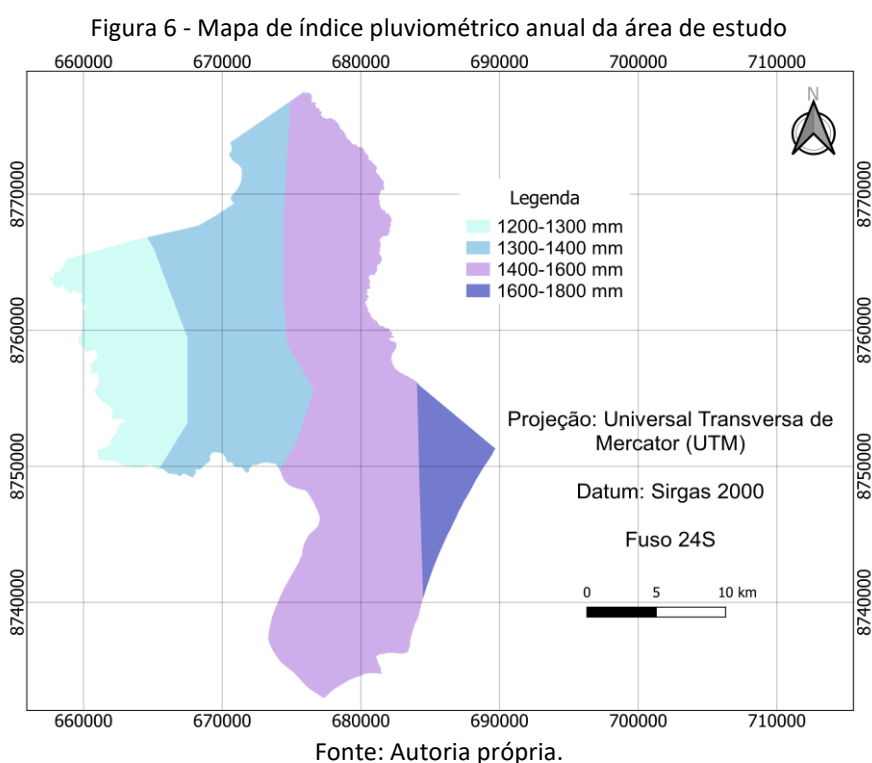 Figura 6 - Mapa de índice pluviométrico anual da área de estudo
660000 670000 680000 690000 700000 710000
N
8770000 8770000
Legenda
1200-1300 mm
1300-1400 mm
1400-1600 mm
1600-1800 mm
8760000 8760000
Projeção: Universal Transversa de
Mercator (UTM)
8750000 8750000
Datum: Sirgas 2000
Fuso 24S
0 5 10 km
8740000 8740000
660000 670000 680000 690000 700000 710000
Fonte: Autoria própria.